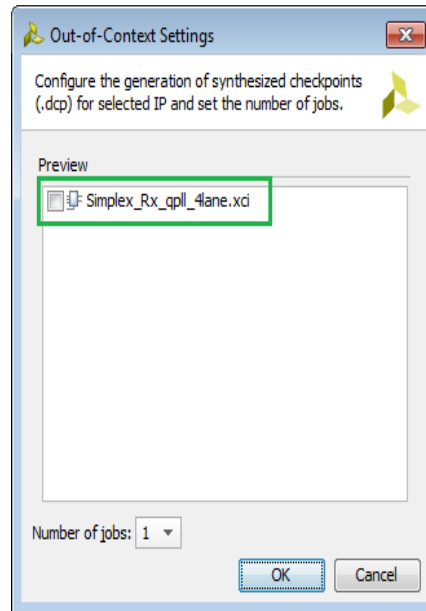 Out-of-Context Settings
Configure the generation of synthesized checkpoints
(.dcp) for selected IP and set the number of jobs.
Preview
Simplex_Rx_qpll_4lane.xci
Number of jobs: 1
OK Cancel